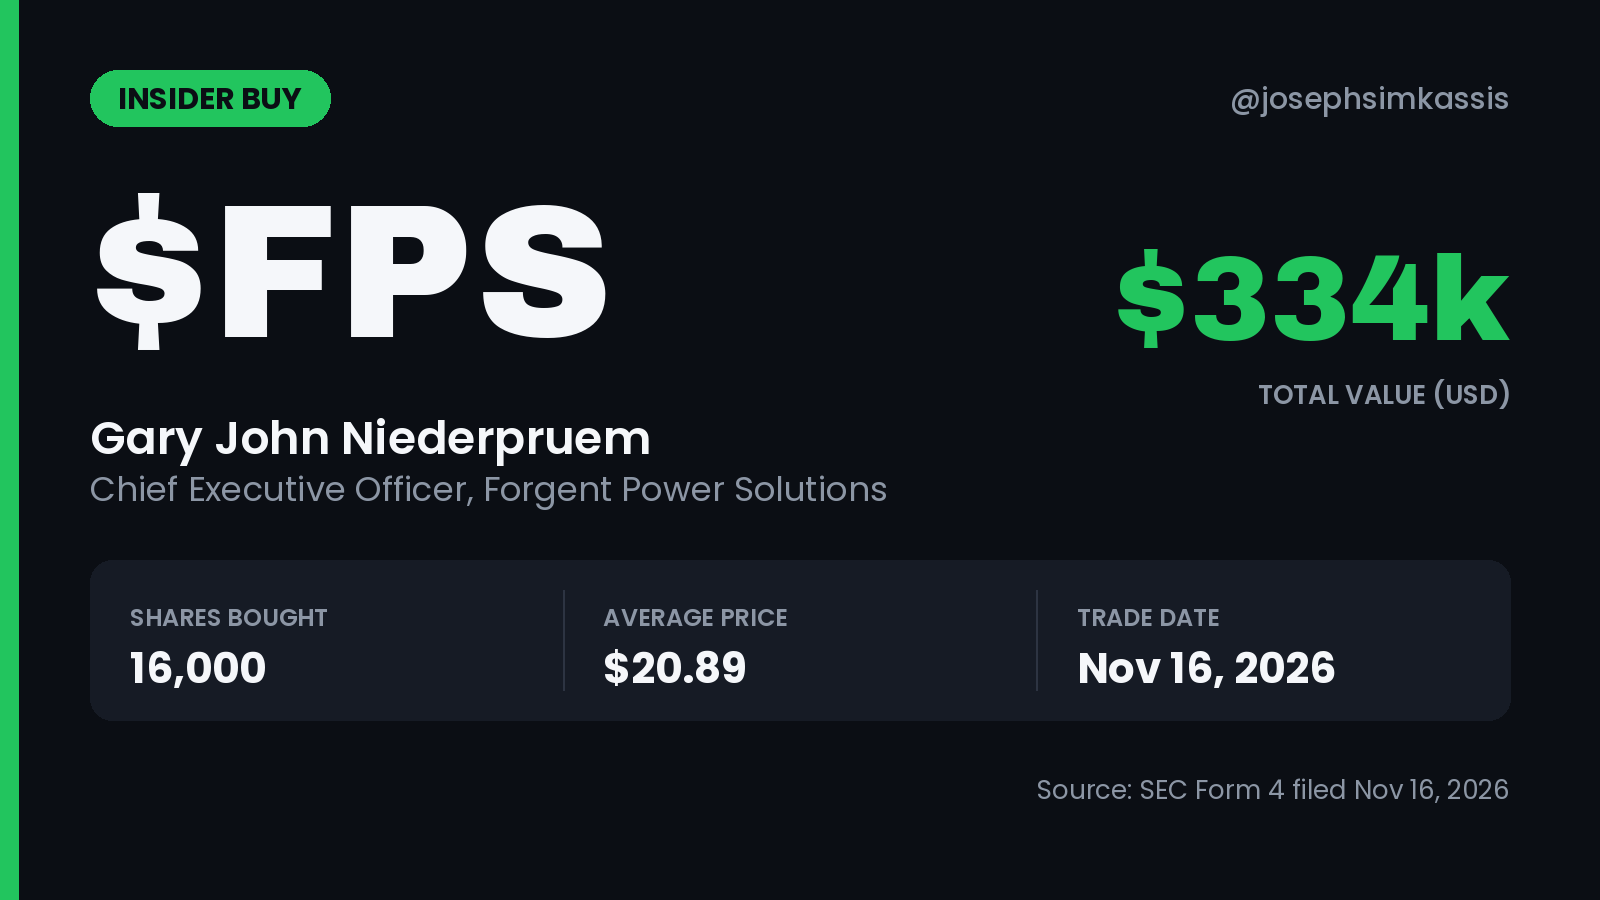 INSIDER BUY
@josephsimkassis
$FPS
$334k
TOTAL VALUE (USD)
Gary John Niederpruem
Chief Executive Officer, Forgent Power Solutions
SHARES BOUGHT
16,000
AVERAGE PRICE
$20.89
TRADE DATE
Nov 16, 2026
Source: SEC Form 4 filed Nov 16, 2026